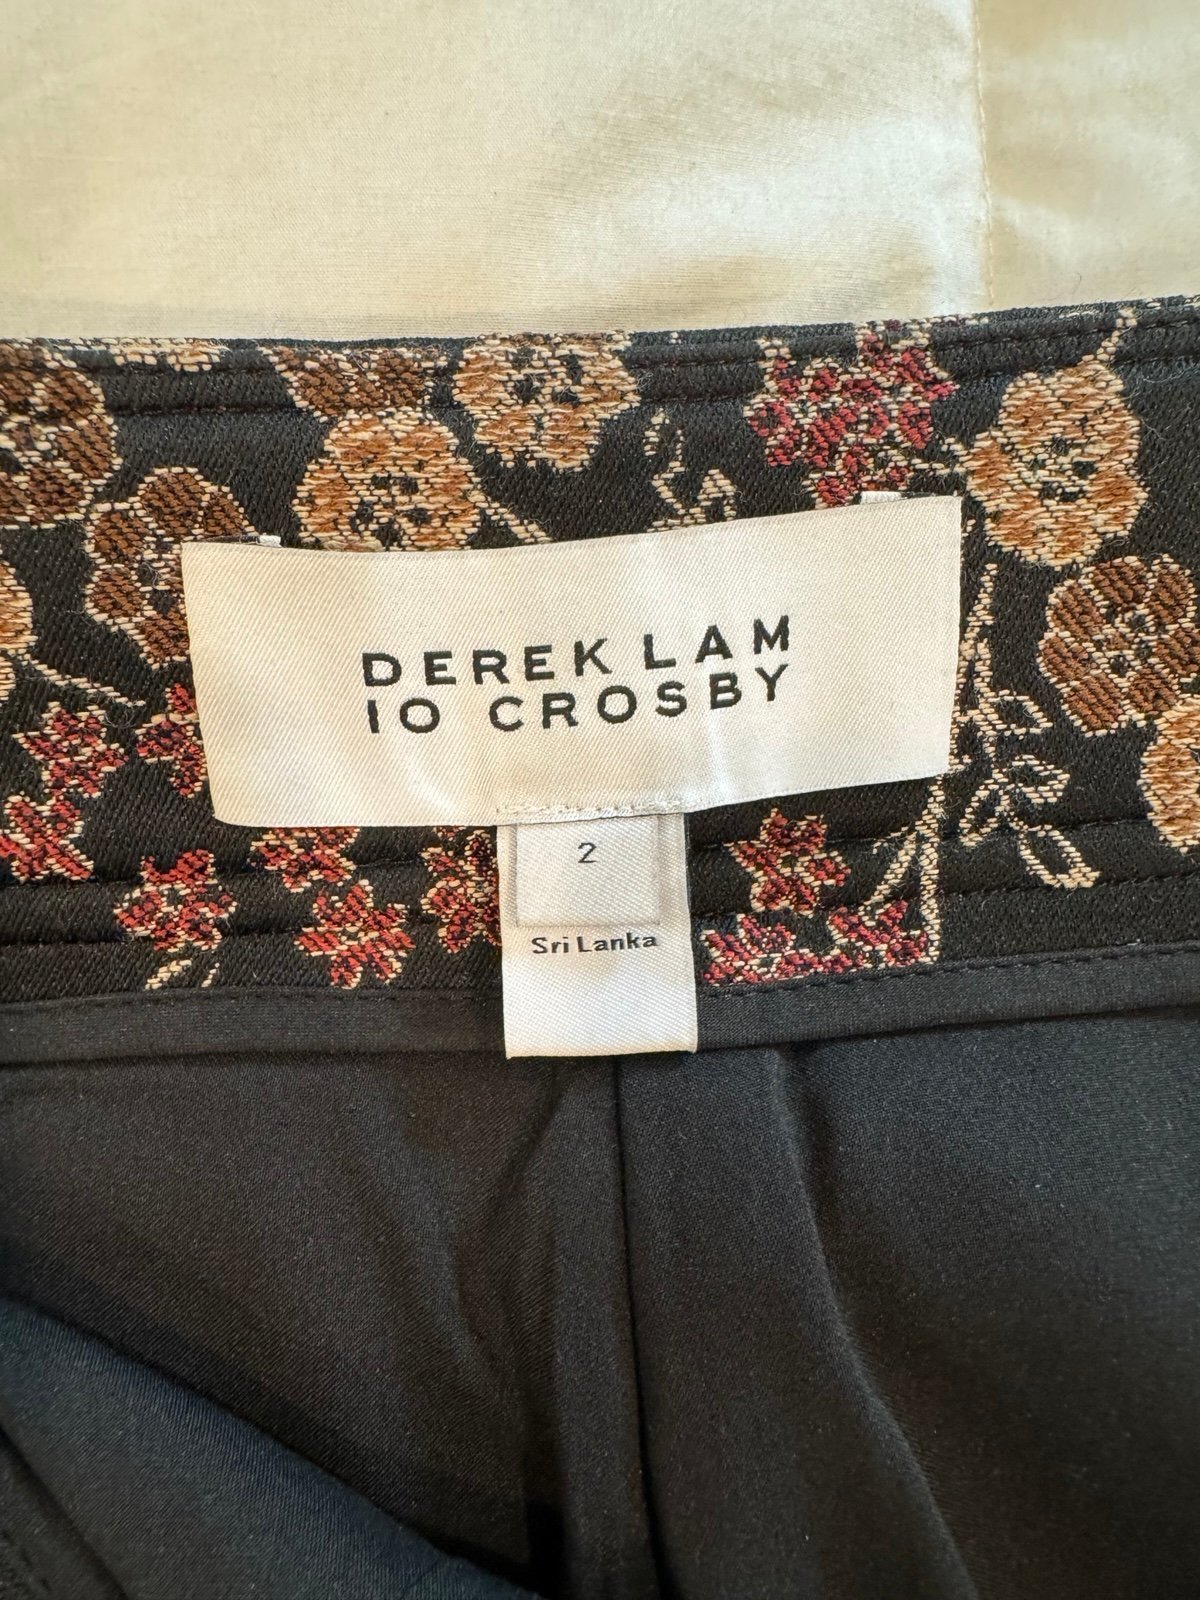 DEREK LAM
10 CROSBY
2
Sri Lanka